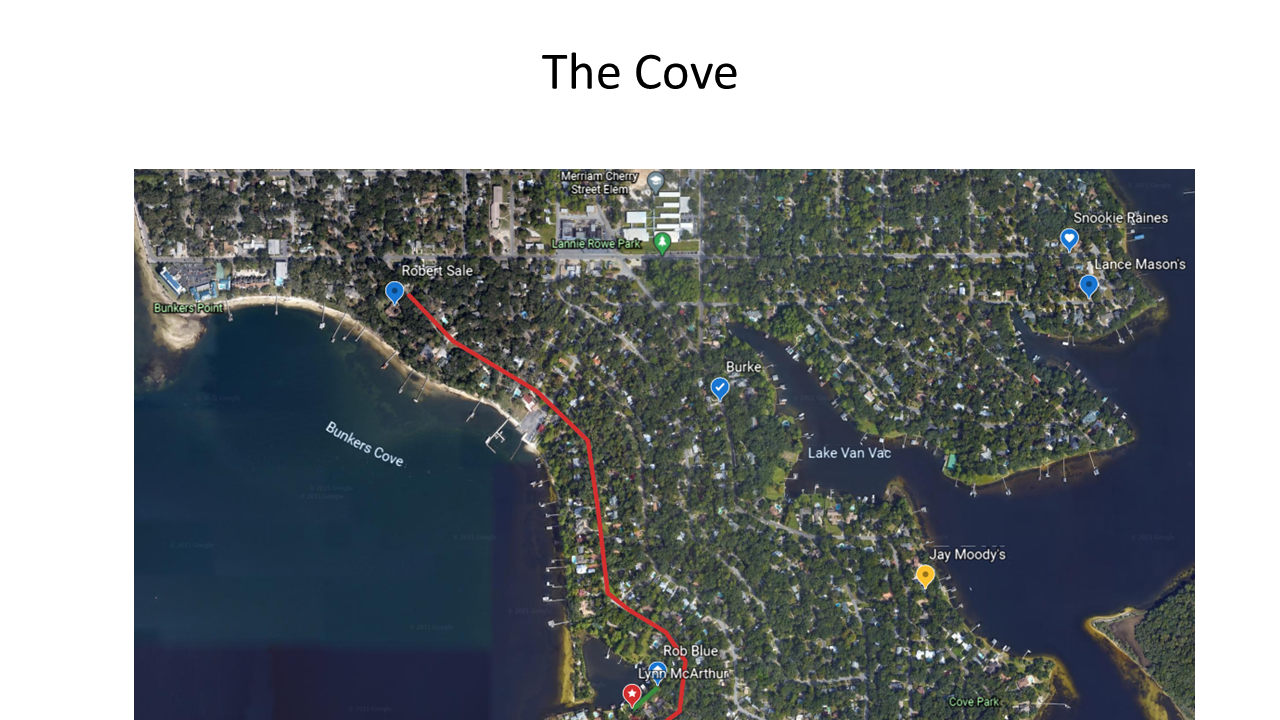 The Cove
Merriam Cherry
Street Elem
Snookie Raines
Lannie Rowe Park
Lance Mason's
Robert Sale
Bunkers Point
Burke
Bunkers Cove
Lake Van Vac
Jay Moody's
Rob Blue
Lynn McArthur
Cove Park